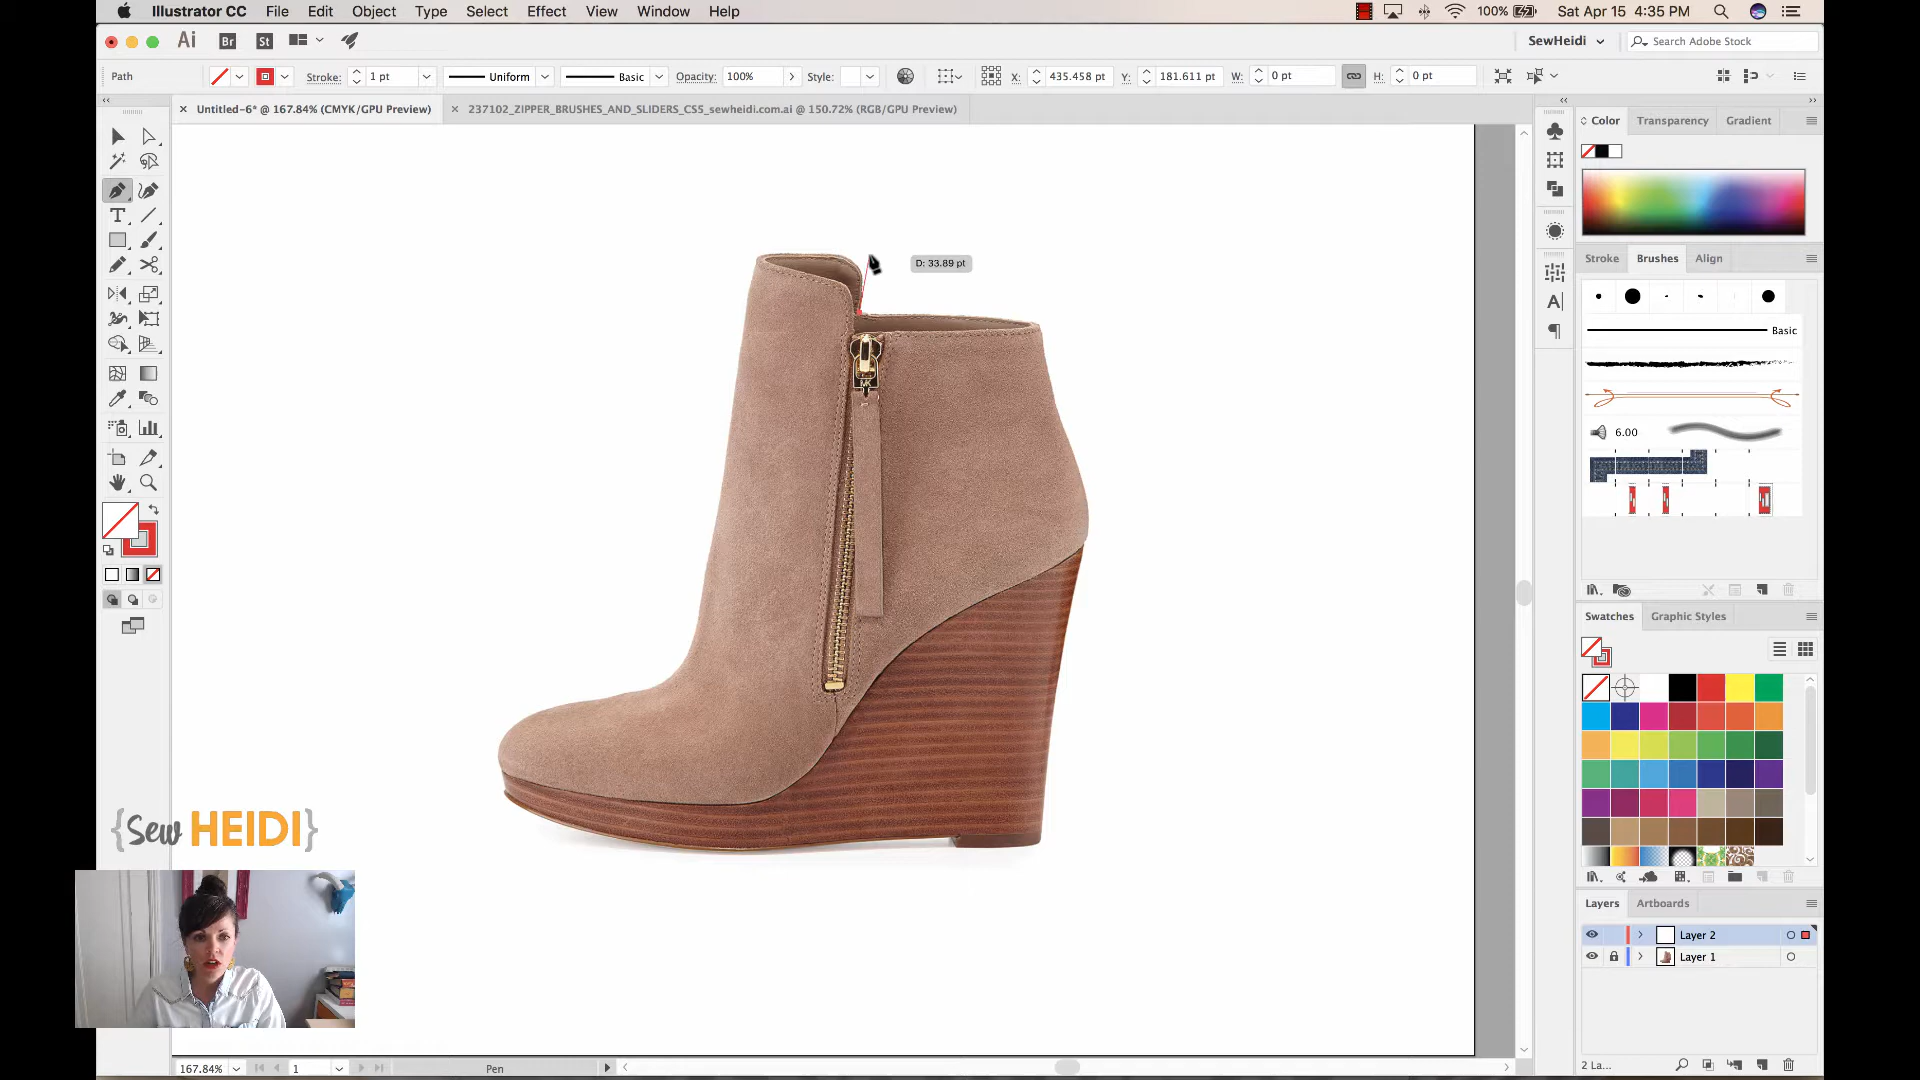 Illustrator CC File Edit Object Type Select Effect View Window Help 100% Sat Apr 15 4:35 PM
Ai Br St SewHeidi Search Adobe Stock
Path Stroke: 1 pt Uniform Basic Opacity: 100% Style: X: 435.458 pt Y: 181.611 pt W: 0 pt H: 0 pt
Untitled-6* @ 167.84% (CMYK/GPU Preview) 237102_ZIPPER_BRUSHES_AND_SLIDERS_CS5_sewheidi.com.ai @ 150.72% (RGB/GPU Preview)
Color Transparency Gradient
Stroke Brushes Align
D: 33.89 pt
Basic
MK
6.00
Swatches Graphic Styles
{Sew HEIDI}
Layers Artboards
Layer 2
Layer 1
167.84% 1 Pen 2 La...